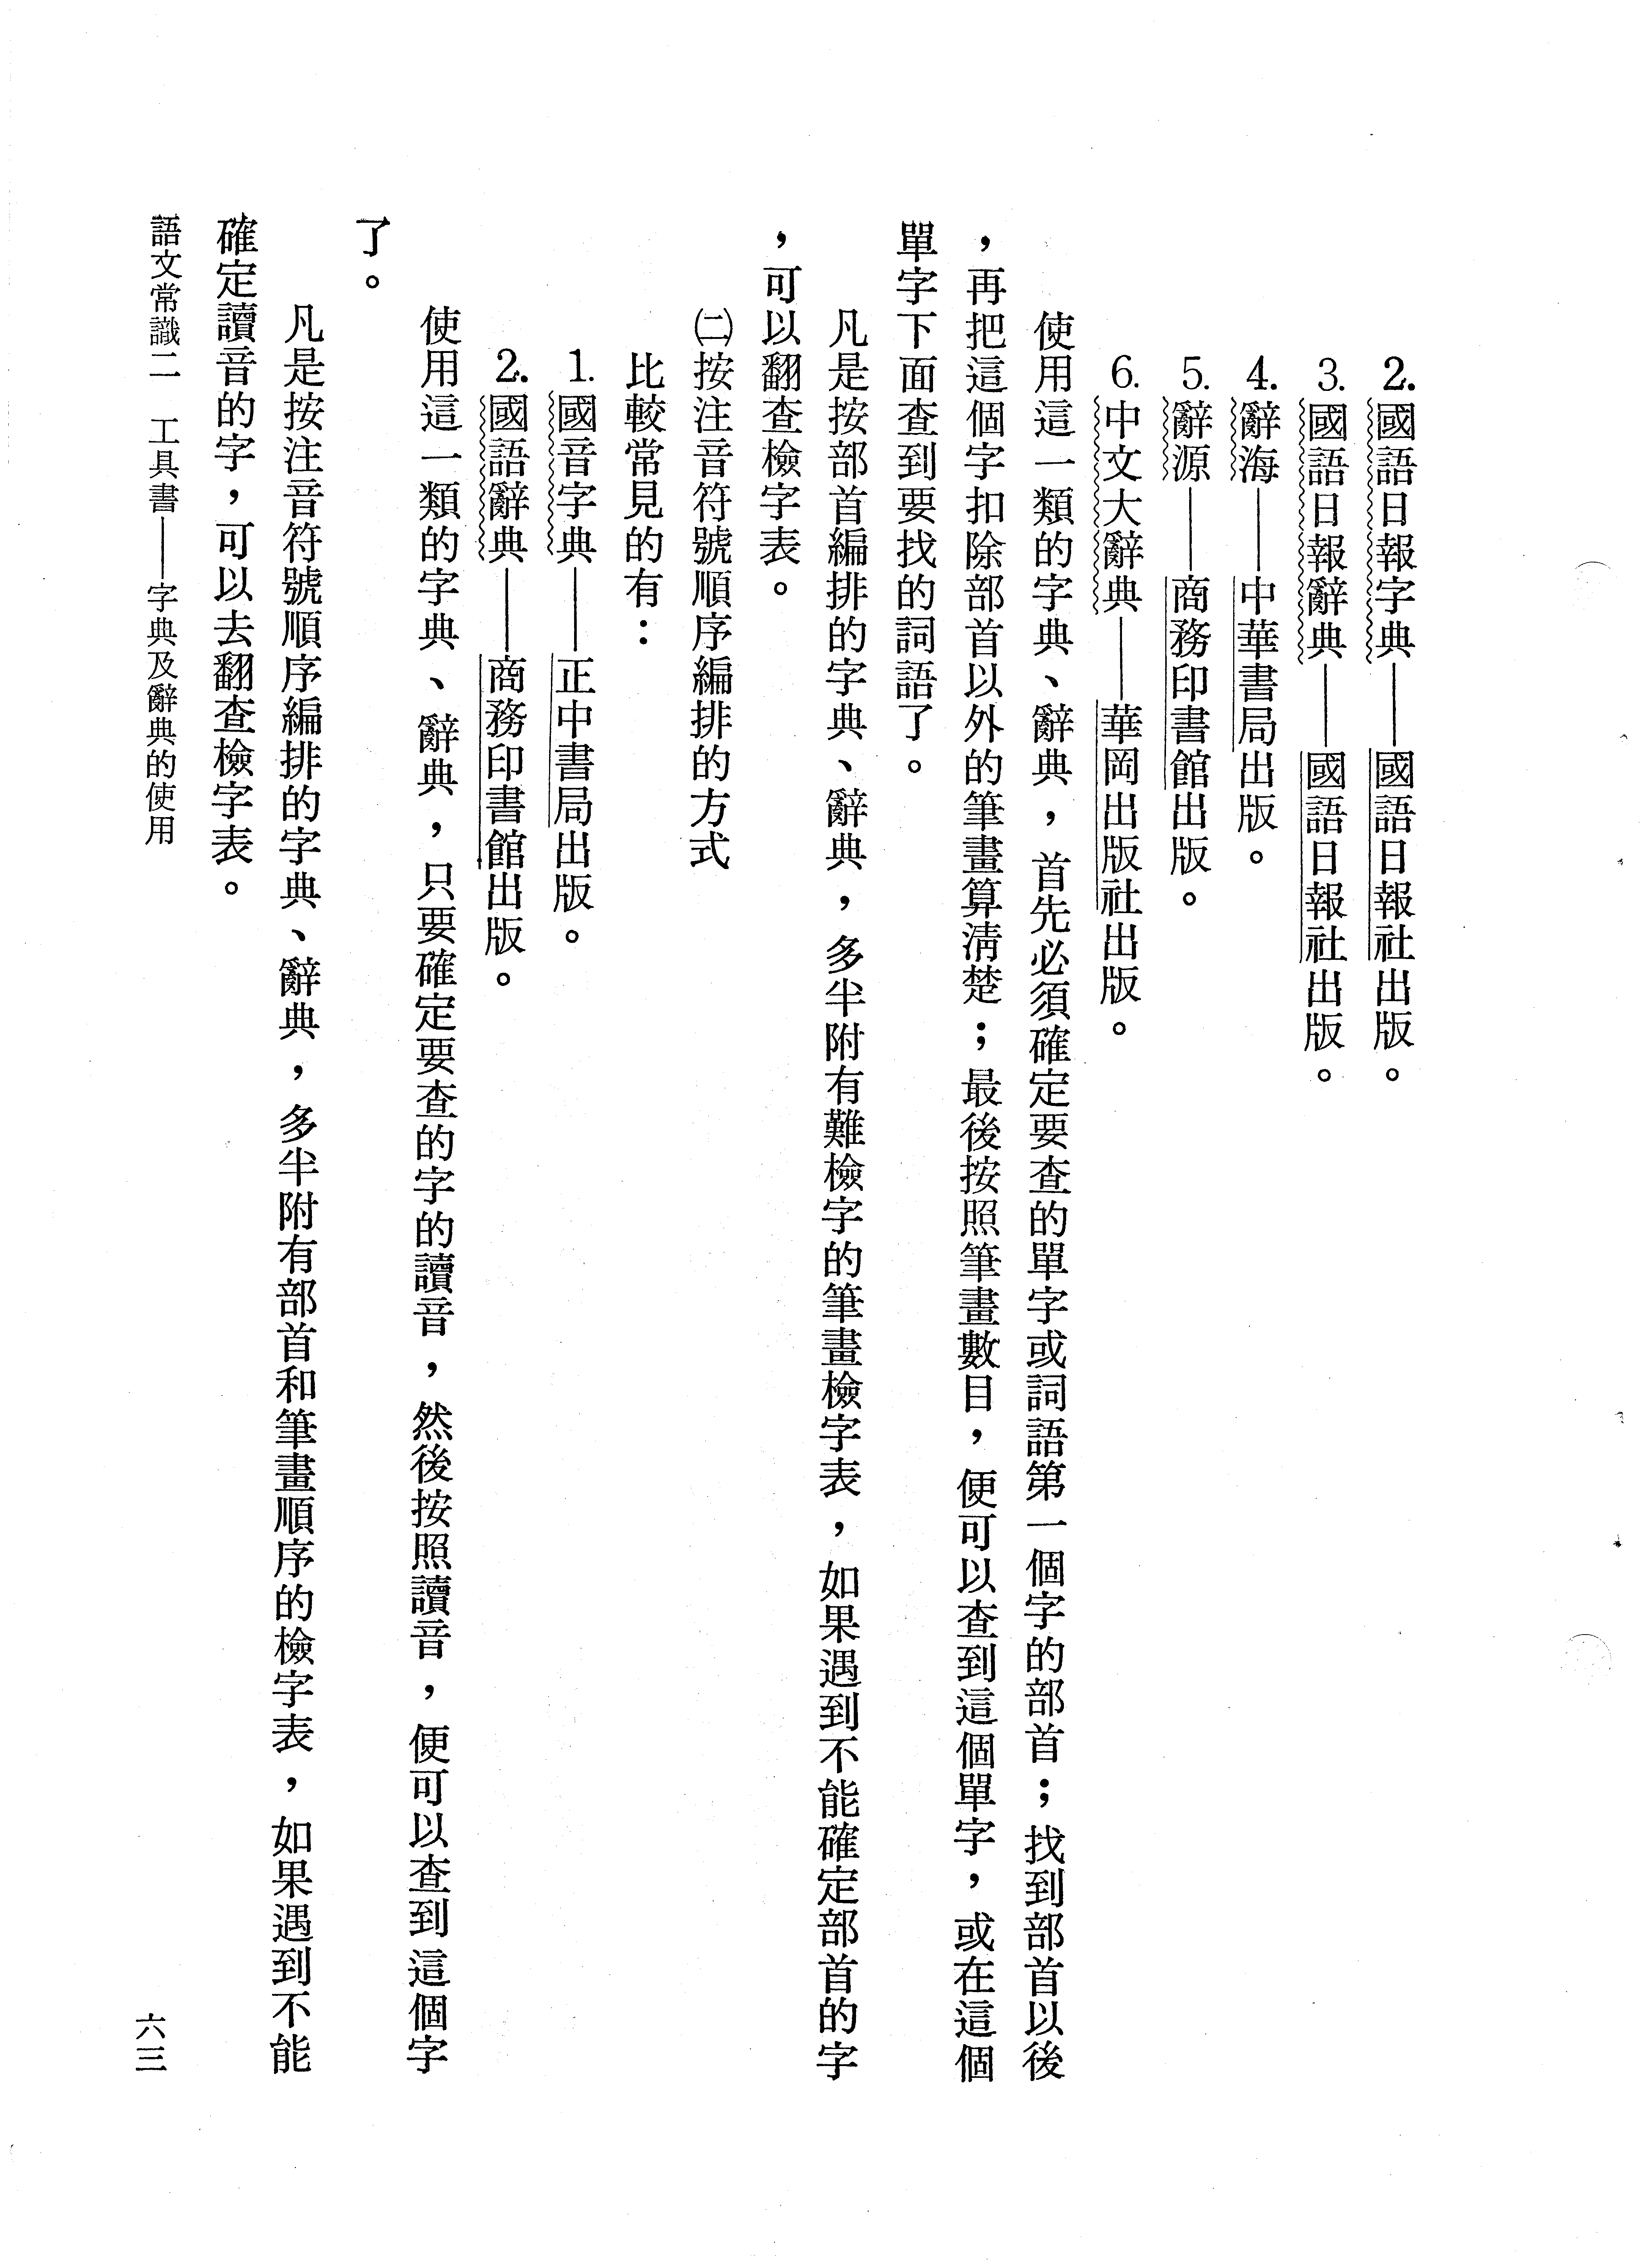 2.國語日報字典——國語日報社出版。
3.國語日報辭典——國語日報社出版。
4.辭海——中華書局出版。
5.辭源——商務印書館出版。
6.中文大辭典——華岡出版社出版。
使用這一類的字典、辭典，首先必須確定要查的單字或詞語第一個字的部首；找到部首以後
，再把這個字扣除部首以外的筆畫算清楚；最後按照筆畫數目，便可以查到這個單字，或在這個
單字下面查到要找的詞語了。
凡是按部首編排的字典、辭典，多半附有難檢字的筆畫檢字表，如果遇到不能確定部首的字
，可以翻查檢字表。
㈡按注音符號順序編排的方式
比較常見的有：
1.國音字典——正中書局出版。
2.國語辭典——商務印書館出版。
使用這一類的字典、辭典，只要確定要查的字的讀音，然後按照讀音，便可以查到這個字
了。
凡是按注音符號順序編排的字典、辭典，多半附有部首和筆畫順序的檢字表，如果遇到不能
確定讀音的字，可以去翻查檢字表。
語文常識二　工具書——字典及辭典的使用
六三